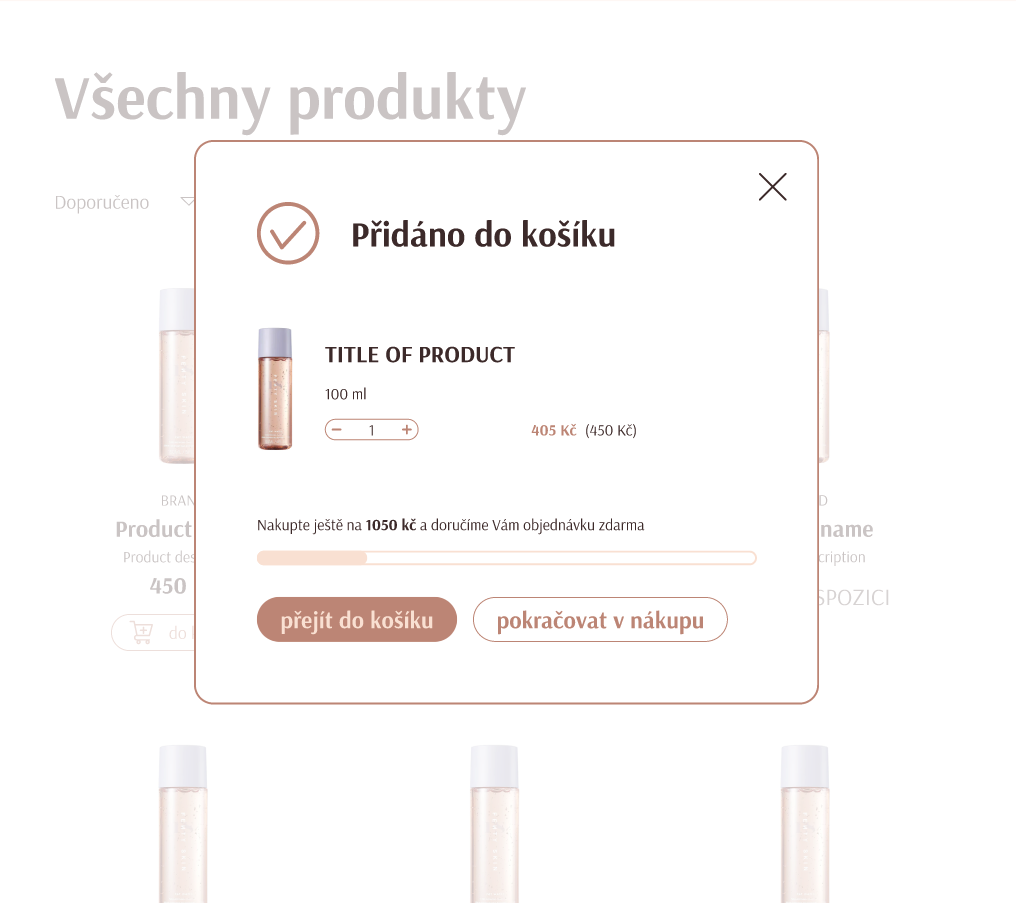 Všechny produkty
Doporučeno
Přidáno do košíku
TITLE OF PRODUCT
100 ml
1
405 Kč (450 Kč)
BRAN
D
Product
name
Product des
cription
450
SPOZICI
do k
Nakupte ještě na 1050 kč a doručíme Vám objednávku zdarma
přejít do košíku
pokračovat v nákupu